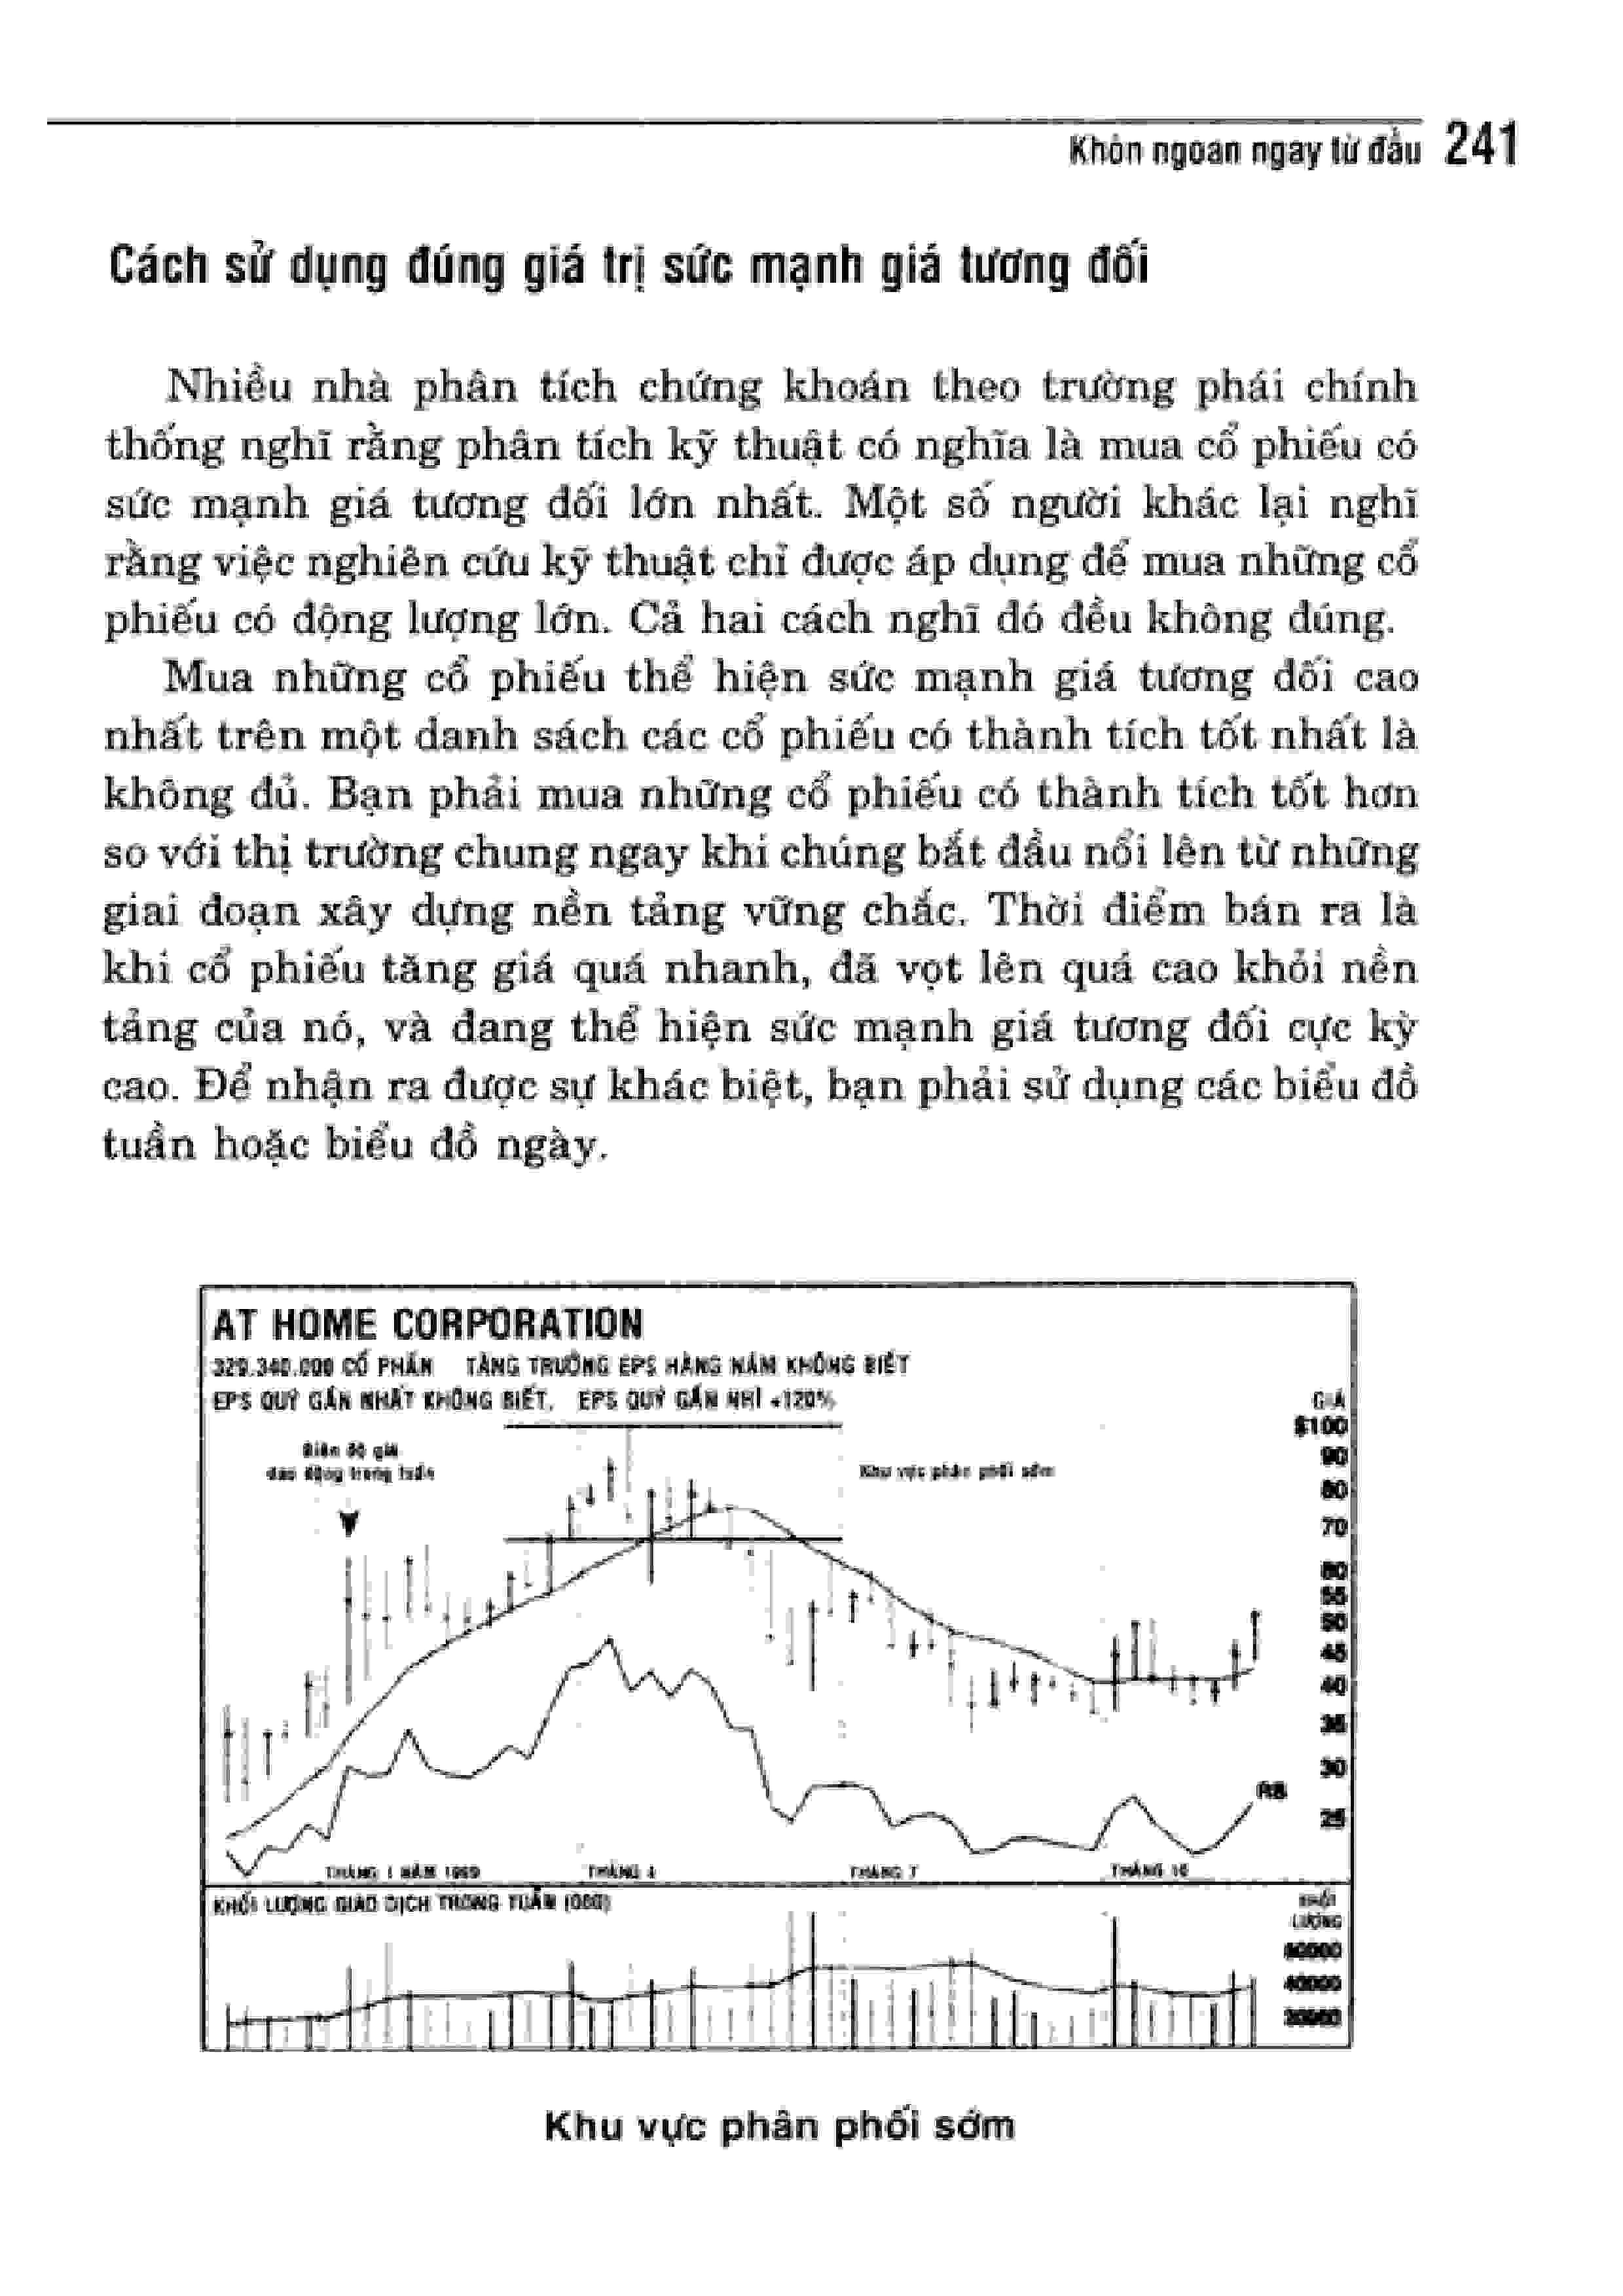 Khôn ngoan ngay từ đầu 241
Cách sử dụng đúng giá trị sức mạnh giá tương đối
Nhiều nhà phân tích chứng khoán theo trường phái chính
thống nghĩ rằng phân tích kỹ thuật có nghĩa là mua cổ phiếu có
sức mạnh giá tương đối lớn nhất. Một số người khác lại nghĩ
rằng việc nghiên cứu kỹ thuật chỉ được áp dụng để mua những cổ
phiếu có động lượng lớn. Cả hai cách nghĩ đó đều không đúng.
Mua những cổ phiếu thể hiện sức mạnh giá tương đối cao
nhất trên một danh sách các cổ phiếu có thành tích tốt nhất là
không đủ. Bạn phải mua những cổ phiếu có thành tích tốt hơn
so với thị trường chung ngay khi chúng bắt đầu nổi lên từ những
giai đoạn xây dựng nền tảng vững chắc. Thời điểm bán ra là
khi cổ phiếu tăng giá quá nhanh, đã vọt lên quá cao khỏi nền
tảng của nó, và đang thể hiện sức mạnh giá tương đối cực kỳ
cao. Để nhận ra được sự khác biệt, bạn phải sử dụng các biểu đồ
tuần hoặc biểu đồ ngày.
AT HOME CORPORATION
329.340.000 CỔ PHẦN TĂNG TRƯỞNG EPS HÀNG NĂM KHÔNG BIẾT
EPS QUÝ GẦN NHẤT KHÔNG BIẾT, EPS QUÝ GẦN NHÌ +120%
GIÁ
$100
Biên độ giá
dao động trong tuần
Khu vực phân phối sớm
90
80
70
60
55
50
45
40
35
30
25
RS
THÁNG 1 NĂM 1999 THÁNG 4 THÁNG 7 THÁNG 10
KHỐI LƯỢNG GIAO DỊCH TRONG TUẦN (000)
KHỐI
LƯỢNG
40000
Khu vực phân phối sớm